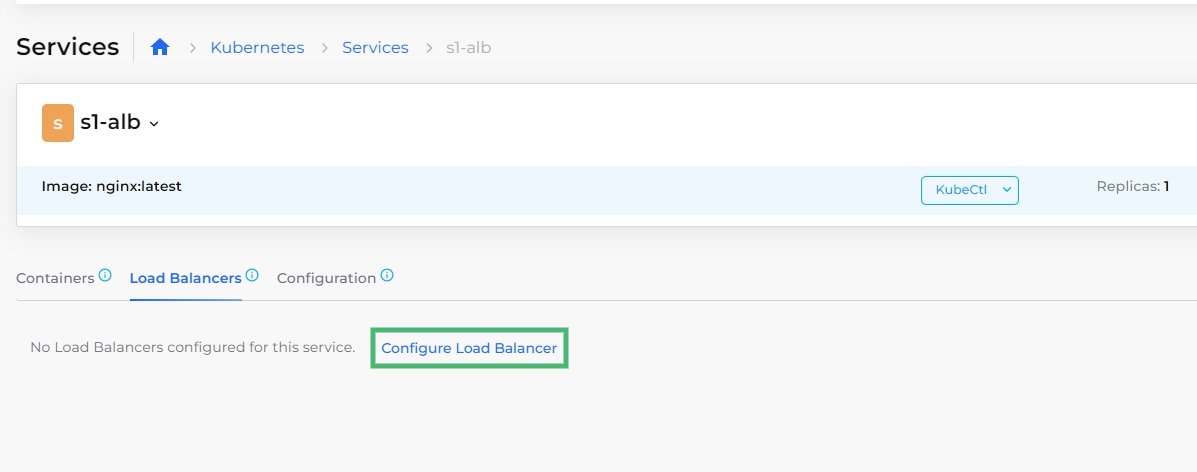 Services
Kubernetes > Services > s1-alb
S s1-alb
Image: nginx:latest KubeCtl Replicas: 1
Containers Load Balancers Configuration
No Load Balancers configured for this service. Configure Load Balancer